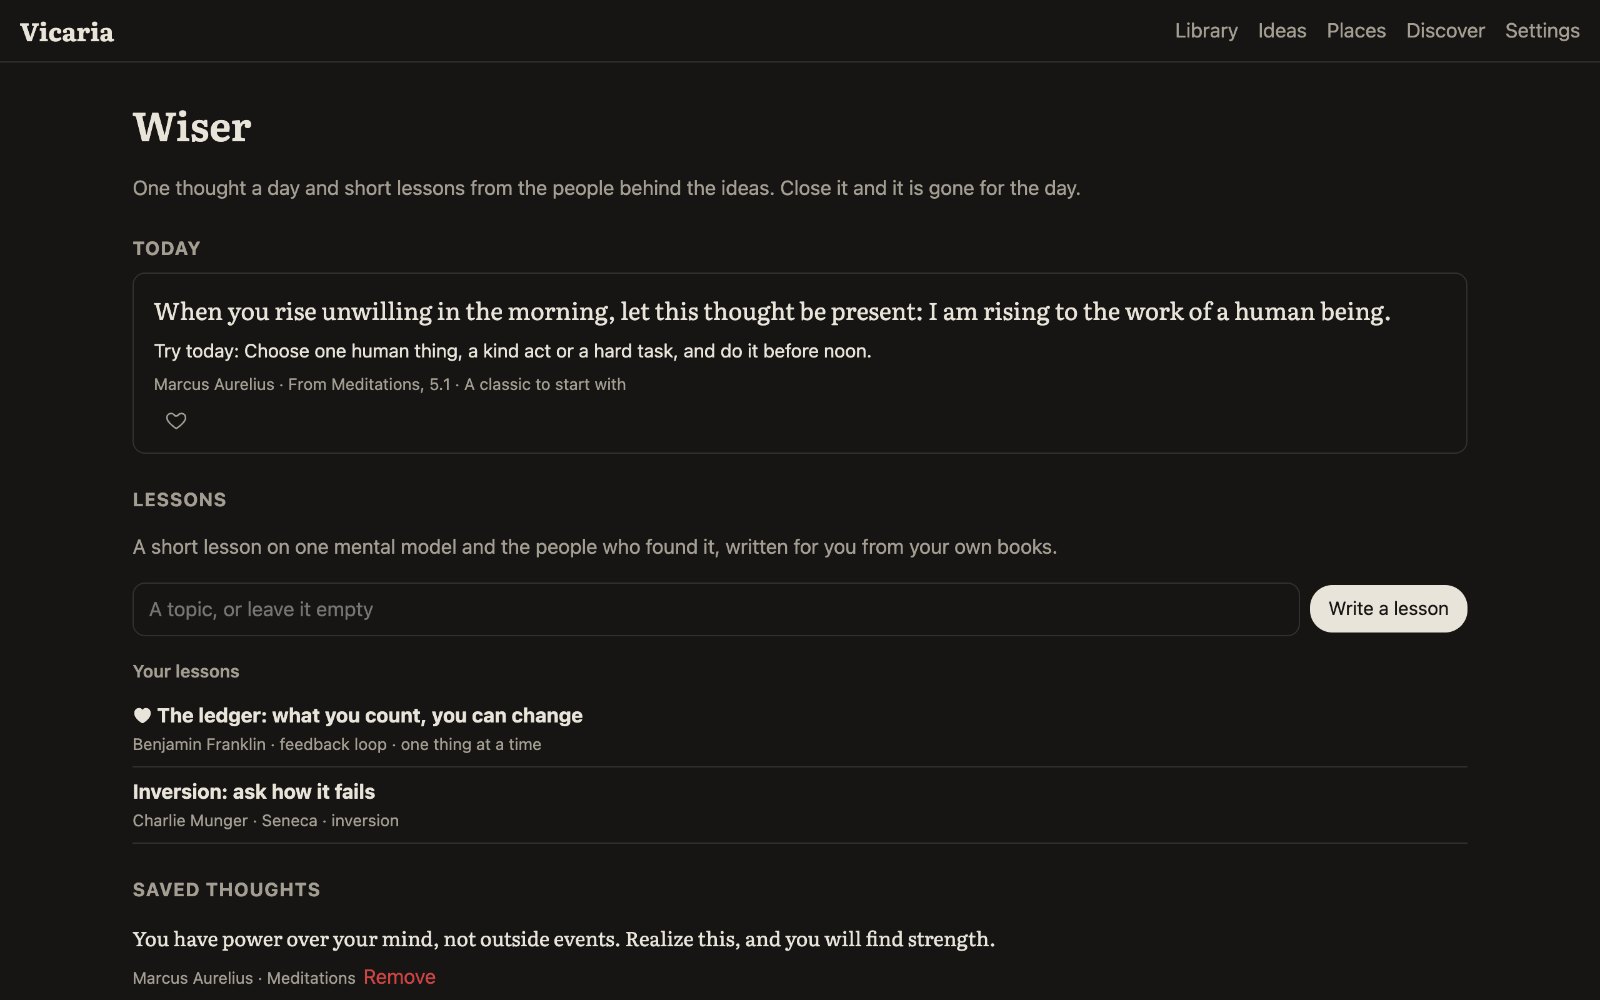 Vicaria
Library Ideas Places Discover Settings
Wiser
One thought a day and short lessons from the people behind the ideas. Close it and it is gone for the day.
TODAY
When you rise unwilling in the morning, let this thought be present: I am rising to the work of a human being.
Try today: Choose one human thing, a kind act or a hard task, and do it before noon.
Marcus Aurelius · From Meditations, 5.1 · A classic to start with
LESSONS
A short lesson on one mental model and the people who found it, written for you from your own books.
A topic, or leave it empty
Write a lesson
Your lessons
The ledger: what you count, you can change
Benjamin Franklin · feedback loop · one thing at a time
Inversion: ask how it fails
Charlie Munger · Seneca · inversion
SAVED THOUGHTS
You have power over your mind, not outside events. Realize this, and you will find strength.
Marcus Aurelius · Meditations Remove